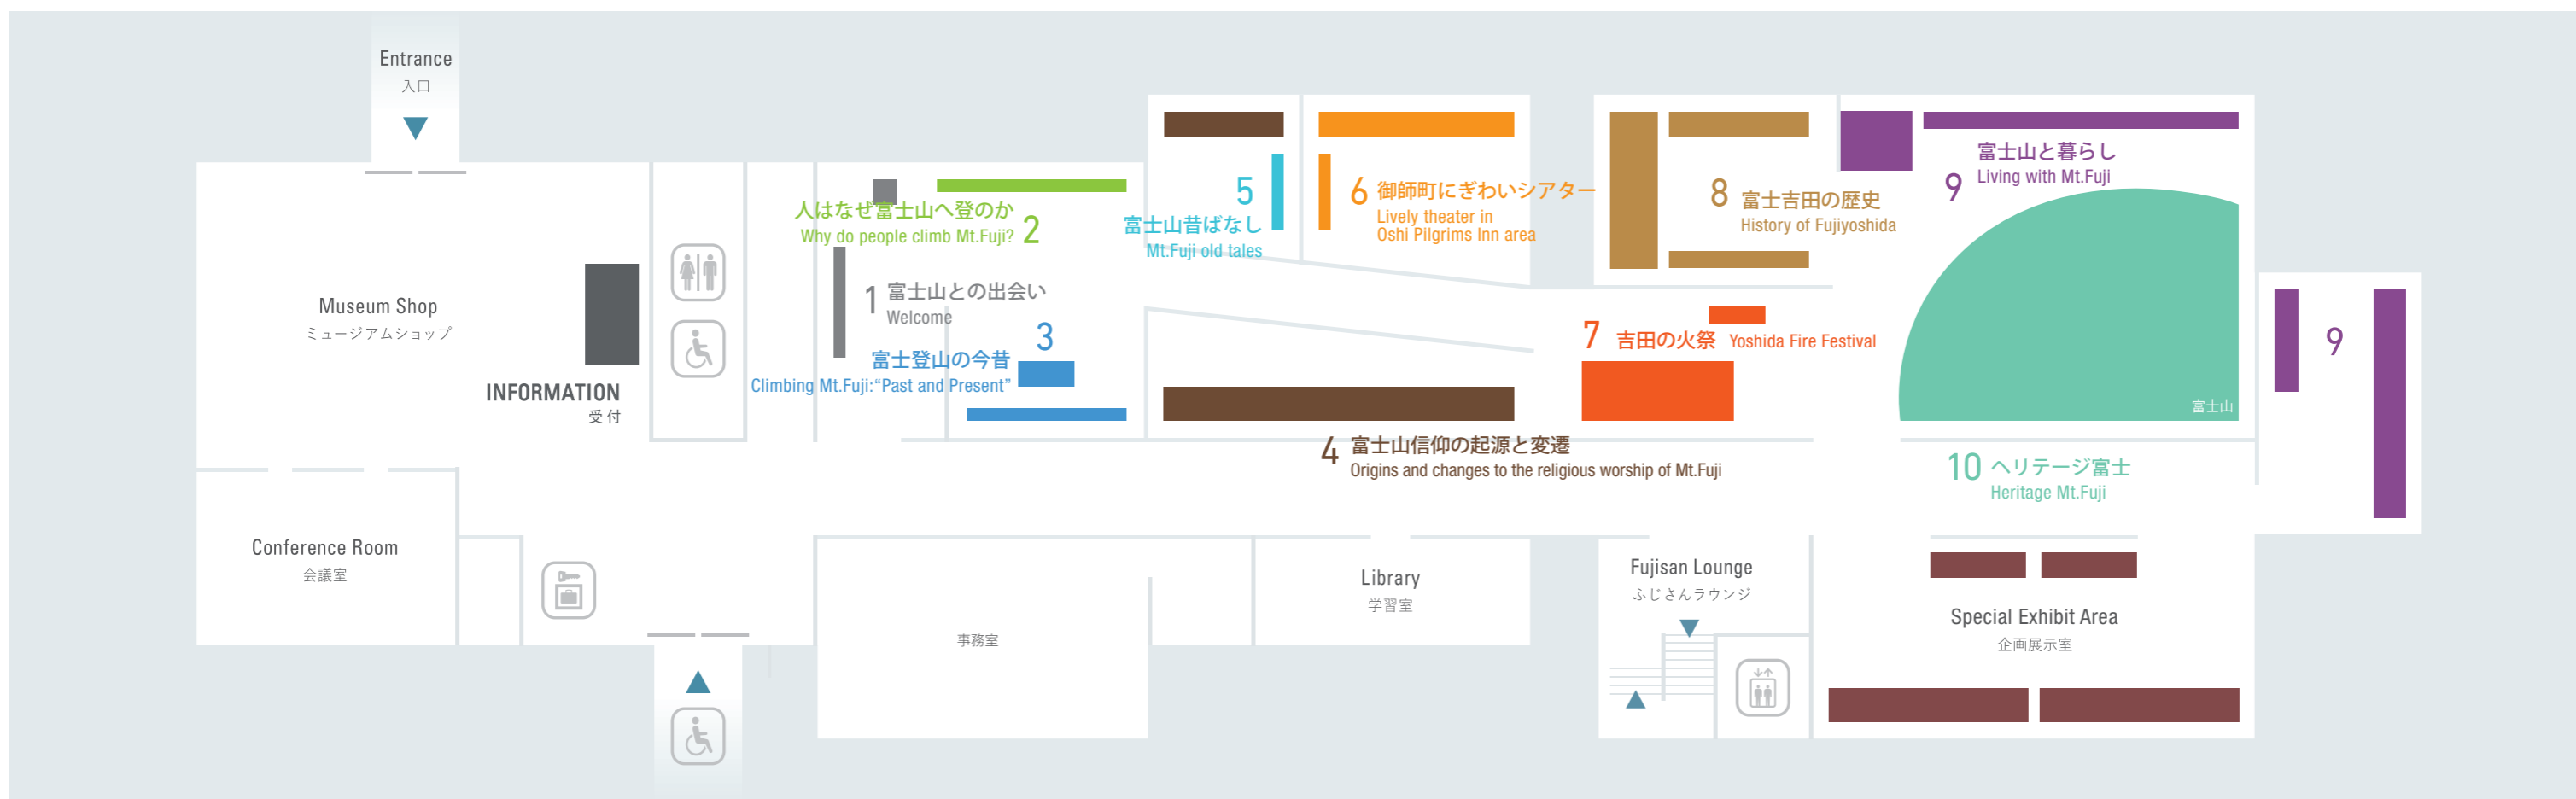 Entrance
入口
Museum Shop
ミュージアムショップ
INFORMATION
受付
Conference Room
会議室
人はなぜ富士山へ登のか
Why do people climb Mt.Fuji?
2
1
富士山との出会い
Welcome
3
富士登山の今昔
Climbing Mt.Fuji:“Past and Present”
5
富士山昔ばなし
Mt.Fuji old tales
6
御師町にぎわいシアター
Lively theater in
Oshi Pilgrims Inn area
4
富士山信仰の起源と変遷
Origins and changes to the religious worship of Mt.Fuji
7
吉田の火祭 Yoshida Fire Festival
8
富士吉田の歴史
History of Fujiyoshida
9
富士山と暮らし
Living with Mt.Fuji
富士山
9
10
ヘリテージ富士
Heritage Mt.Fuji
事務室
Library
学習室
Fujisan Lounge
ふじさんラウンジ
Special Exhibit Area
企画展示室